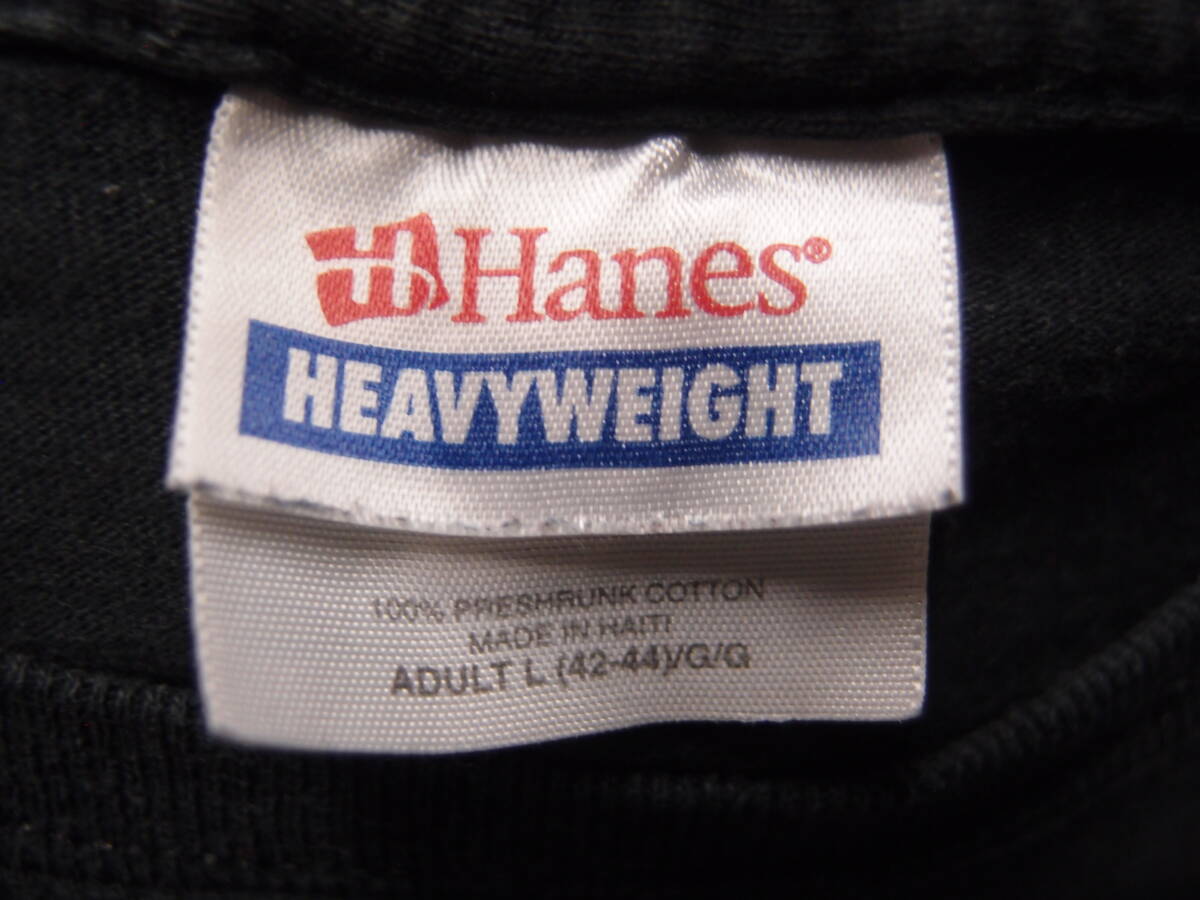 Hanes®
HEAVYWEIGHT
100% PRESHRUNK COTTON
MADE IN HAITI
ADULT L (42-44)/G/G